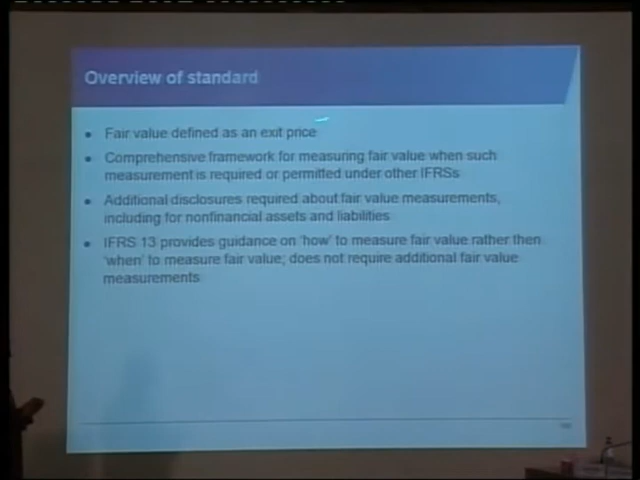 Overview of standard
Fair value defined as an exit price
Comprehensive framework for measuring fair value when such
measurement is required or permitted under other IFRSs
Additional disclosures required about fair value measurements,
including for nonfinancial assets and liabilities
IFRS 13 provides guidance on 'how' to measure fair value rather then
'when' to measure fair value; does not require additional fair value
measurements